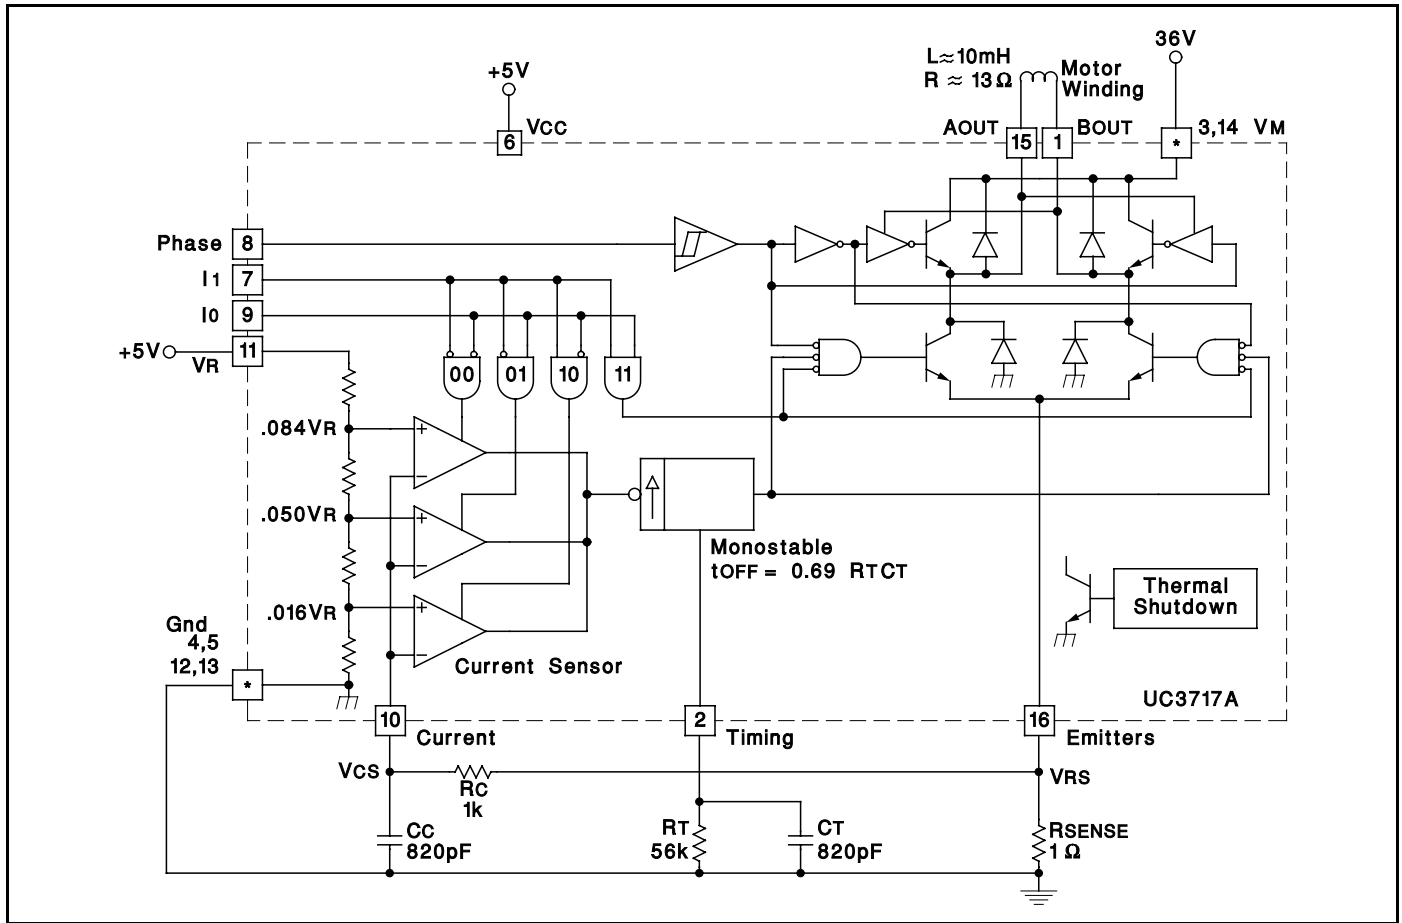 36V
L≈10mH
R ≈ 13Ω
Motor
Winding
+5V
VCC
6
AOUT
15
1
BOUT
*
3,14 VM
Phase
8
I1
7
I0
9
+5V
VR
11
00
01
10
11
.084VR
+
−
.050VR
+
−
.016VR
+
−
Monostable
tOFF = 0.69 RTCT
Thermal
Shutdown
Gnd
4,5
12,13
*
Current Sensor
UC3717A
10
Current
2
Timing
16
Emitters
VCS
RC
1k
VRS
CC
820pF
RT
56k
CT
820pF
RSENSE
1Ω